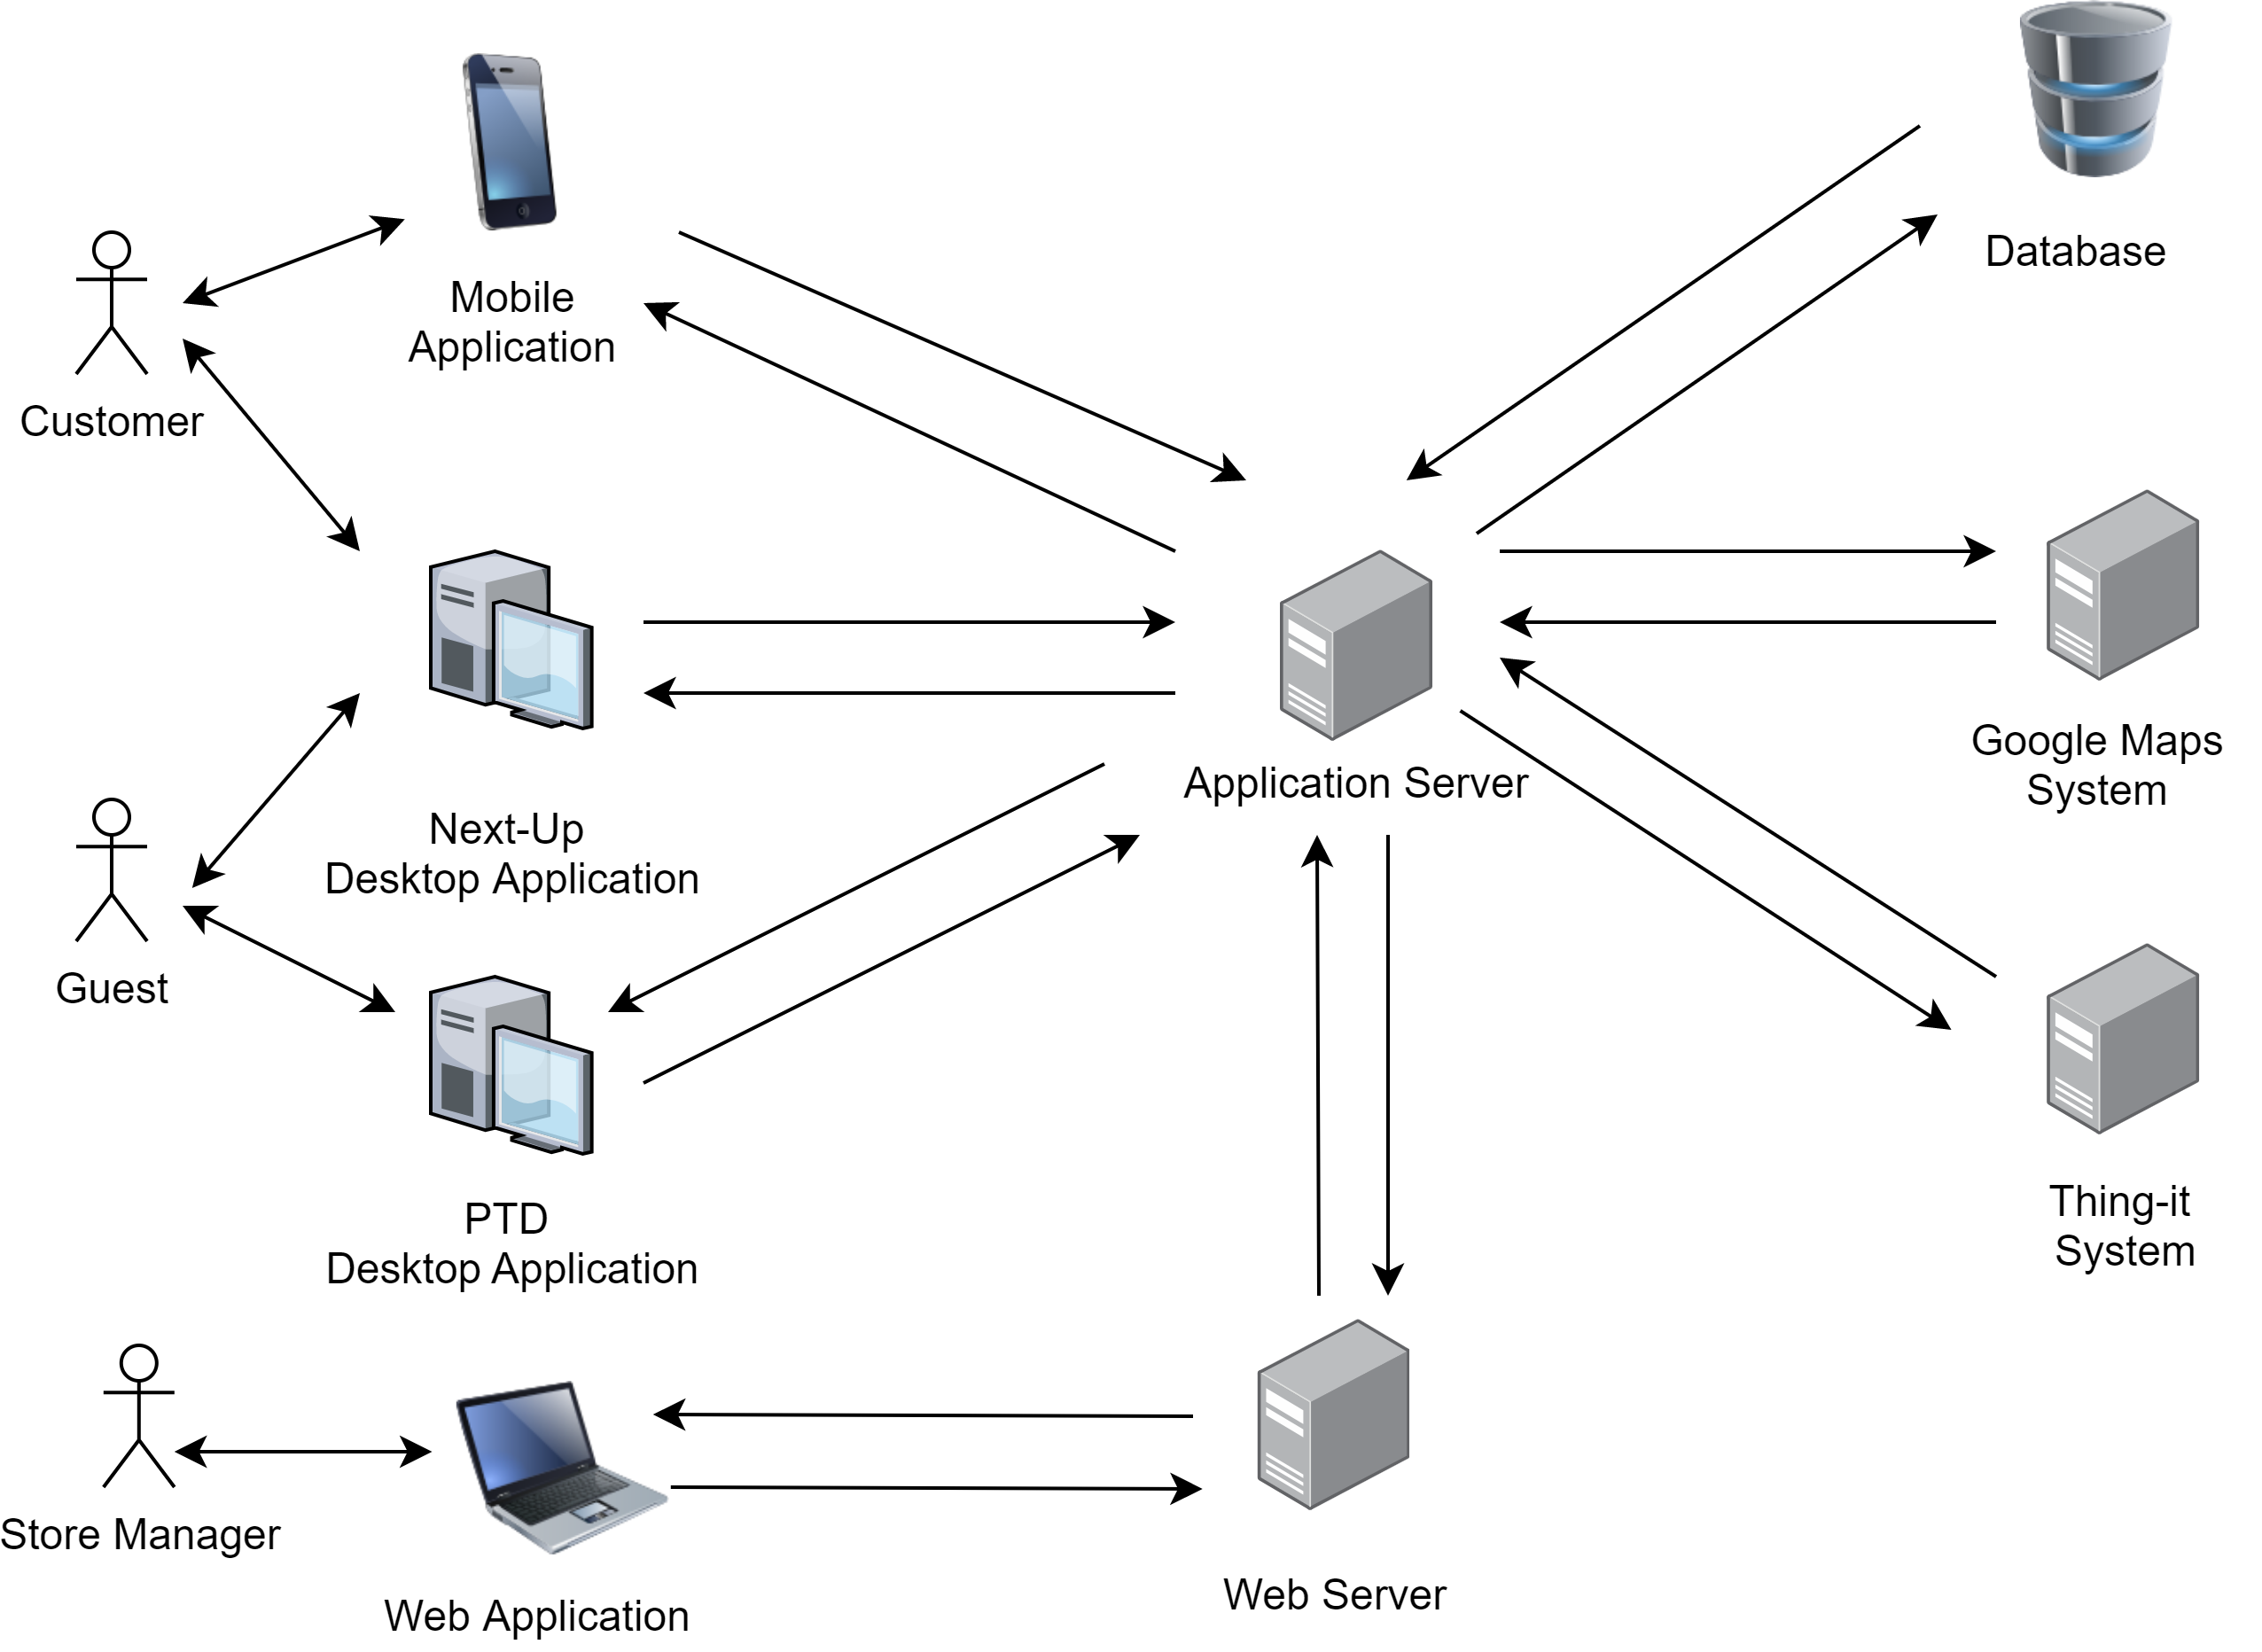 Mobile
Application
Customer
Database
Next-Up
Desktop Application
Application Server
Google Maps
System
Guest
PTD
Desktop Application
Thing-it
System
Store Manager
Web Application
Web Server